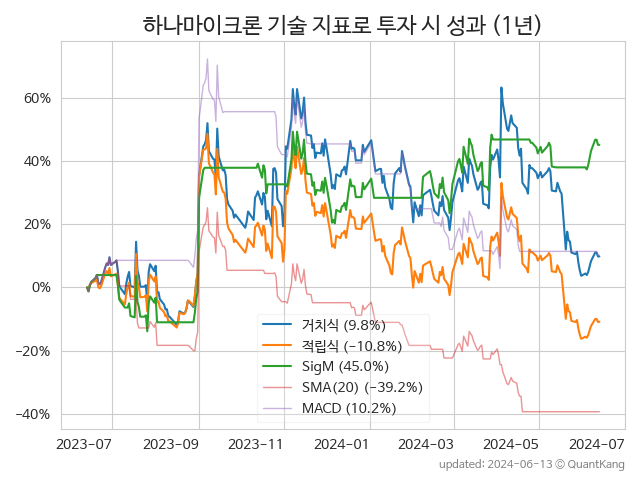 하나마이크론 기술 지표로 투자 시 성과 (1년)
60%
40%
20%
0%
−20%
−40%
거치식 (9.8%)
적립식 (−10.8%)
SigM (45.0%)
SMA(20) (−39.2%)
MACD (10.2%)
2023-07 2023-09 2023-11 2024-01 2024-03 2024-05 2024-07
updated: 2024-06-13 © QuantKang